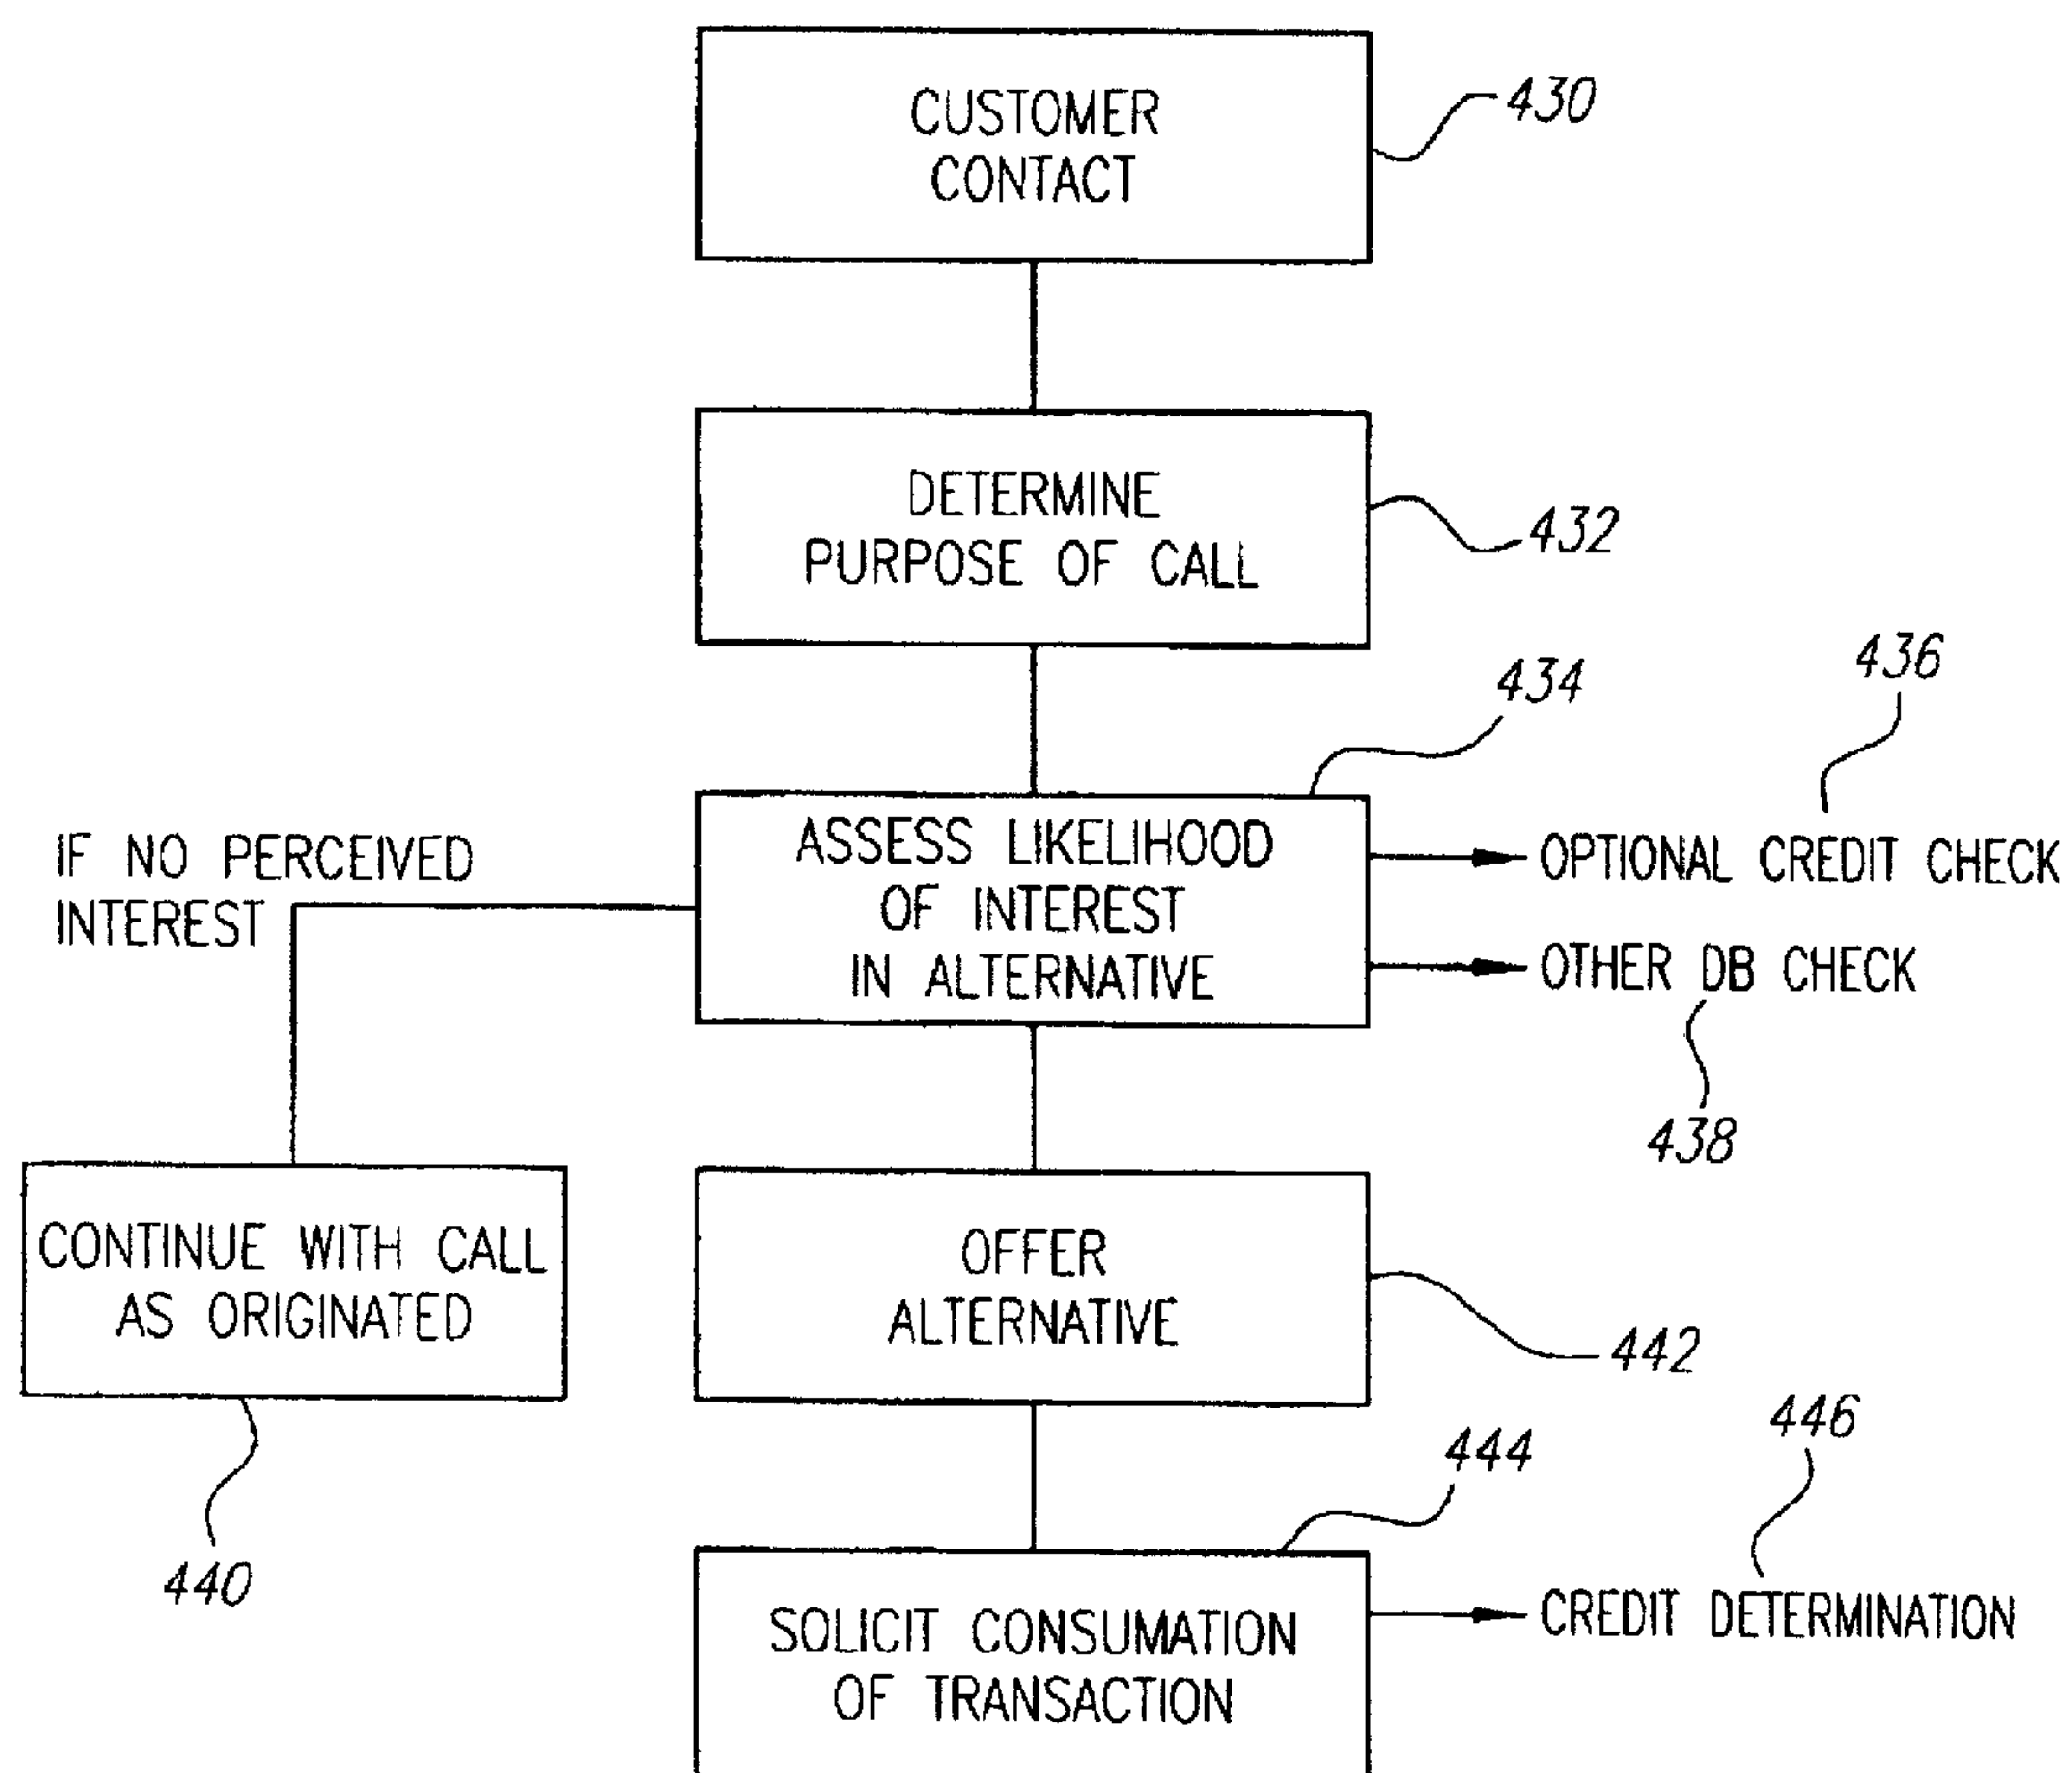 CUSTOMER
CONTACT
430
DETERMINE
PURPOSE OF CALL
432
434
436
IF NO PERCEIVED
INTEREST
ASSESS LIKELIHOOD
OF INTEREST
IN ALTERNATIVE
OPTIONAL CREDIT CHECK
OTHER DB CHECK
438
CONTINUE WITH CALL
AS ORIGINATED
440
OFFER
ALTERNATIVE
442
444
446
SOLICIT CONSUMATION
OF TRANSACTION
CREDIT DETERMINATION